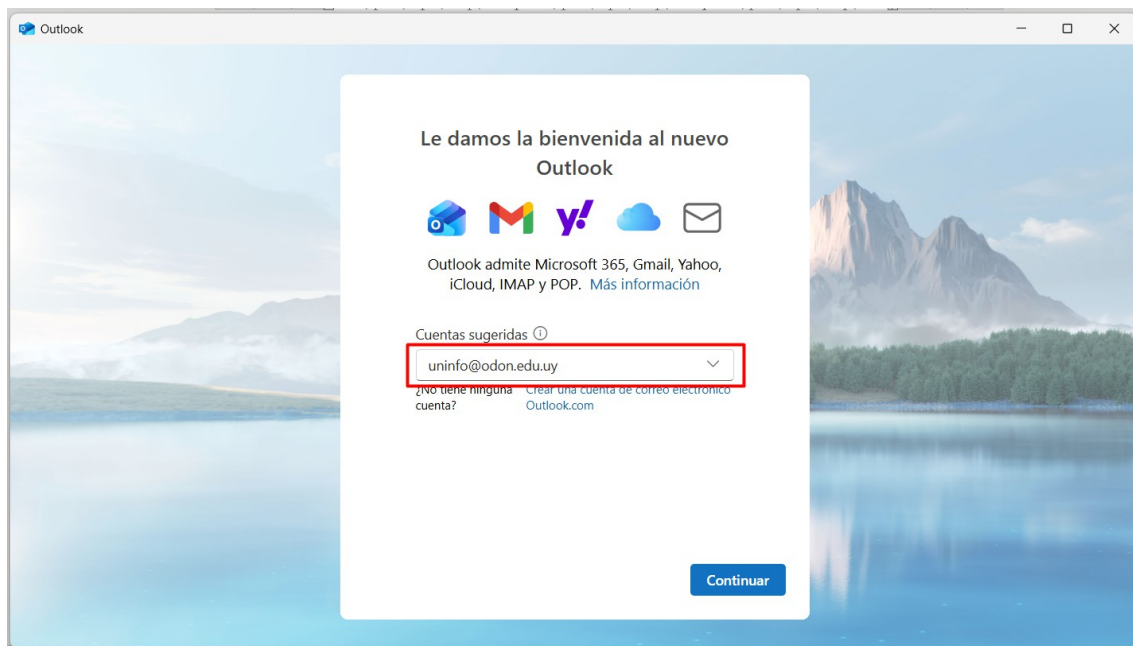 Outlook
Le damos la bienvenida al nuevo
Outlook
Outlook admite Microsoft 365, Gmail, Yahoo,
iCloud, IMAP y POP. Más información
Cuentas sugeridas
uninfo@odon.edu.uy
¿No tiene ninguna Crear una cuenta de correo electrónico
cuenta? Outlook.com
Continuar